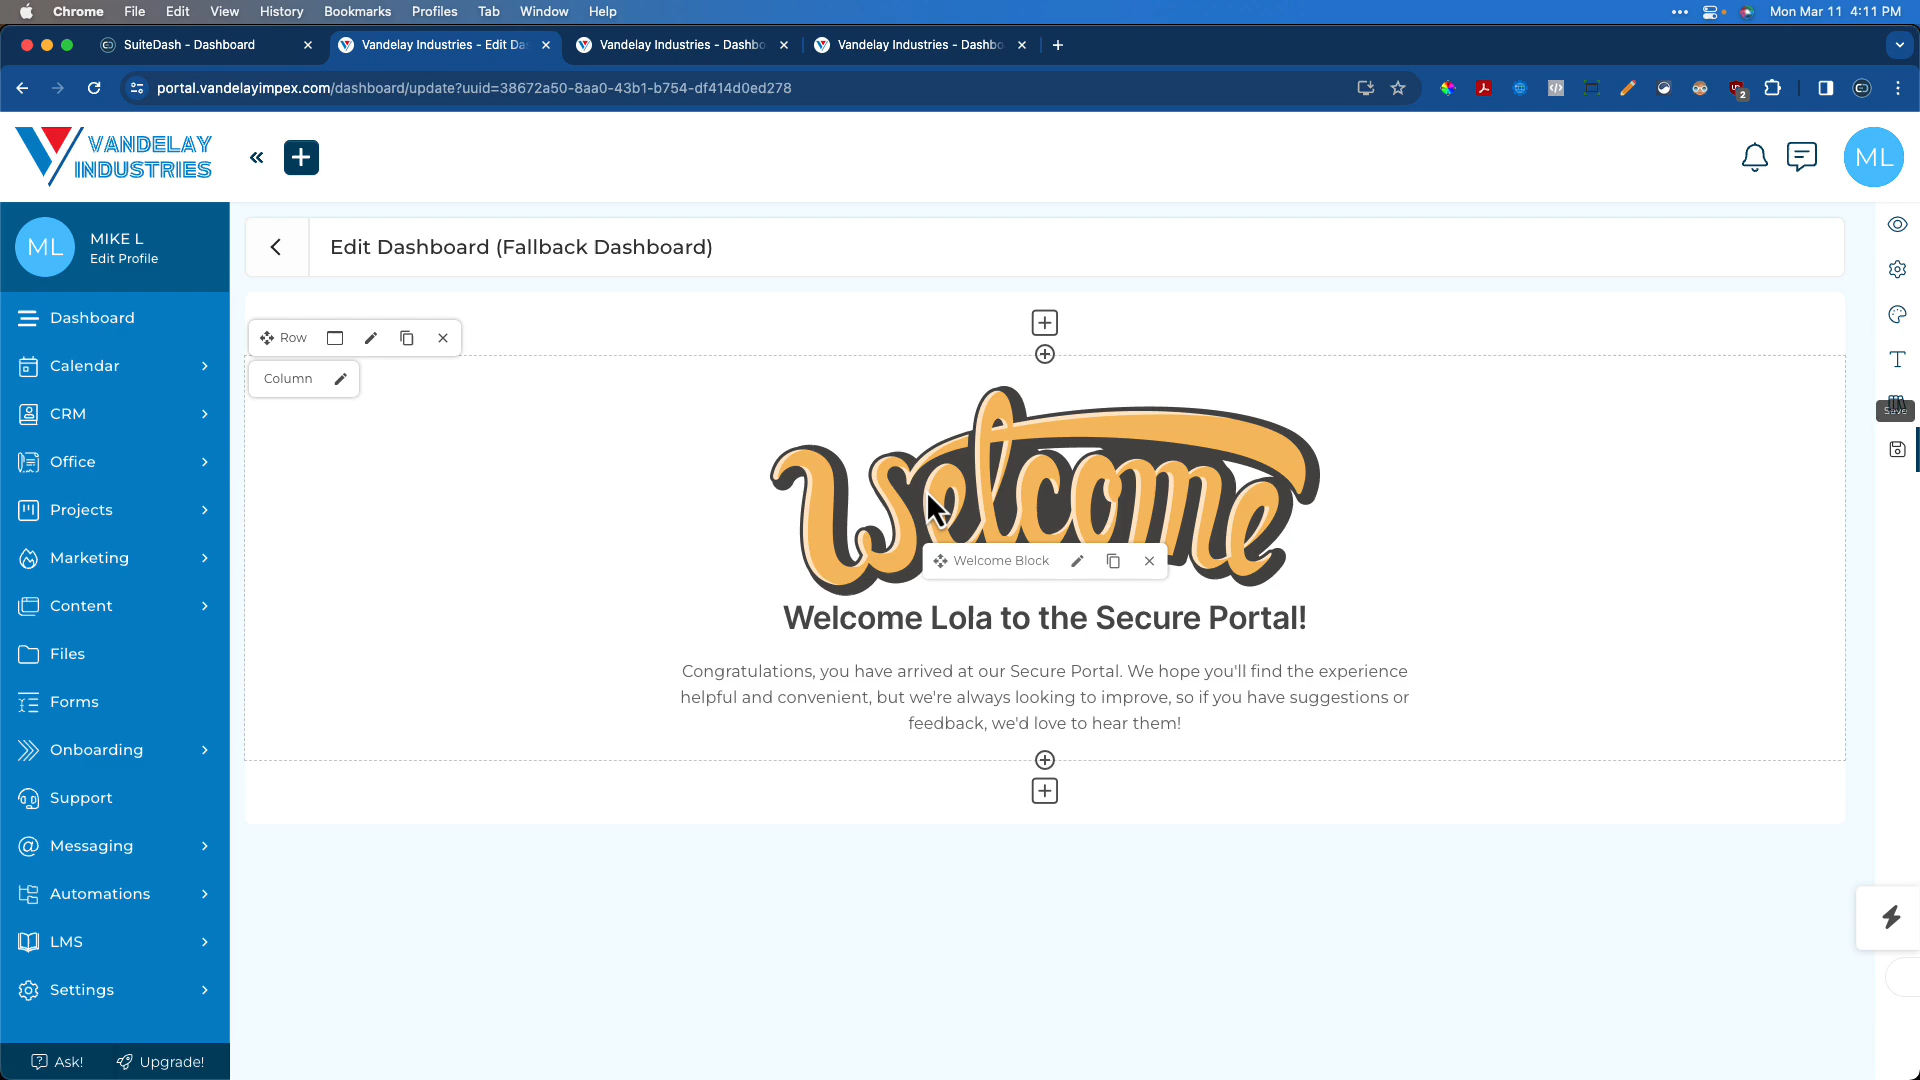 Chrome File Edit View History Bookmarks Profiles Tab Window Help
Mon Mar 11 4:11 PM
SuiteDash - Dashboard
Vandelay Industries - Edit Da
Vandelay Industries - Dashbo
Vandelay Industries - Dashbo
portal.vandelayimpex.com/dashboard/update?uuid=38672a50-8aa0-43b1-b754-df414d0ed278
2
VANDELAY
INDUSTRIES
ML
ML
MIKE L
Edit Profile
Edit Dashboard (Fallback Dashboard)
Dashboard
Calendar
CRM
Office
Projects
Marketing
Content
Files
Forms
Onboarding
Support
Messaging
Automations
LMS
Settings
Ask!
Upgrade!
Row
Column
Save
Welcome
Welcome Block
Welcome Lola to the Secure Portal!
Congratulations, you have arrived at our Secure Portal. We hope you'll find the experience
helpful and convenient, but we're always looking to improve, so if you have suggestions or
feedback, we'd love to hear them!